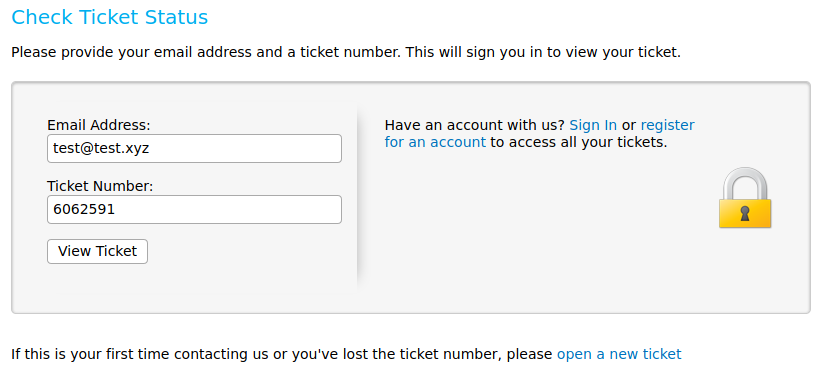 Check Ticket Status
Please provide your email address and a ticket number. This will sign you in to view your ticket.
Email Address:
test@test.xyz
Ticket Number:
6062591
View Ticket
Have an account with us? Sign In or register
for an account to access all your tickets.
If this is your first time contacting us or you've lost the ticket number, please open a new ticket